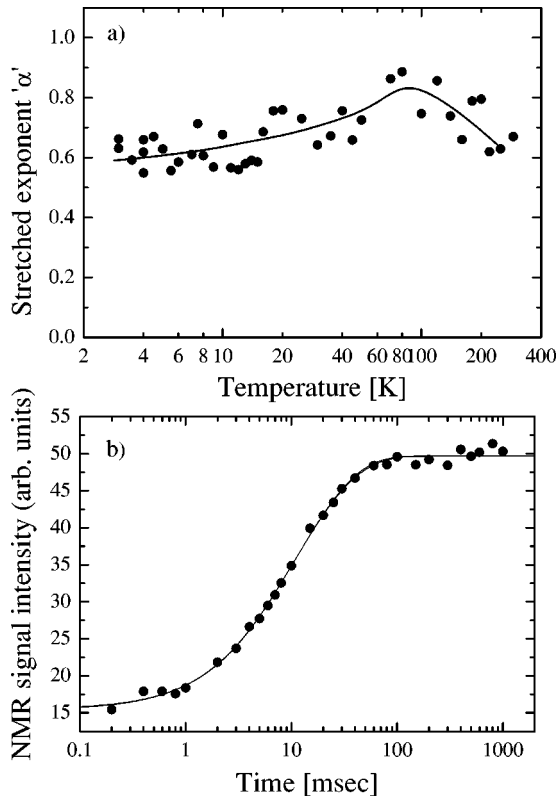 a)
1.0
0.8
0.6
0.4
0.2
0.0
Stretched exponent 'α'
2 4 6 8 10 20 40 60 80 100 200 400
Temperature [K]
b)
55
50
45
40
35
30
25
20
15
NMR signal intensity (arb. units)
0.1 1 10 100 1000
Time [msec]